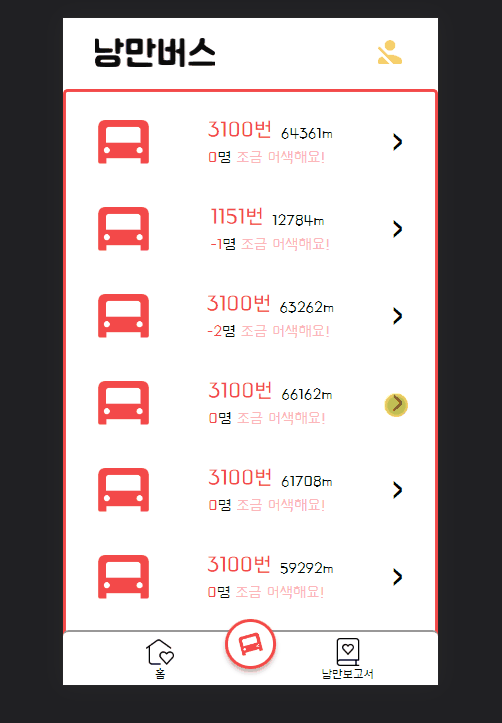 낭만버스
3100번 64361m
0명 조금 머색해요!
1151번 12784m
-1명 조금 머색해요!
3100번 63262m
-2명 조금 머색해요!
3100번 66162m
0명 조금 머색해요!
3100번 61708m
0명 조금 머색해요!
3100번 59292m
0명 조금 머색해요!
홈
낭만보고서